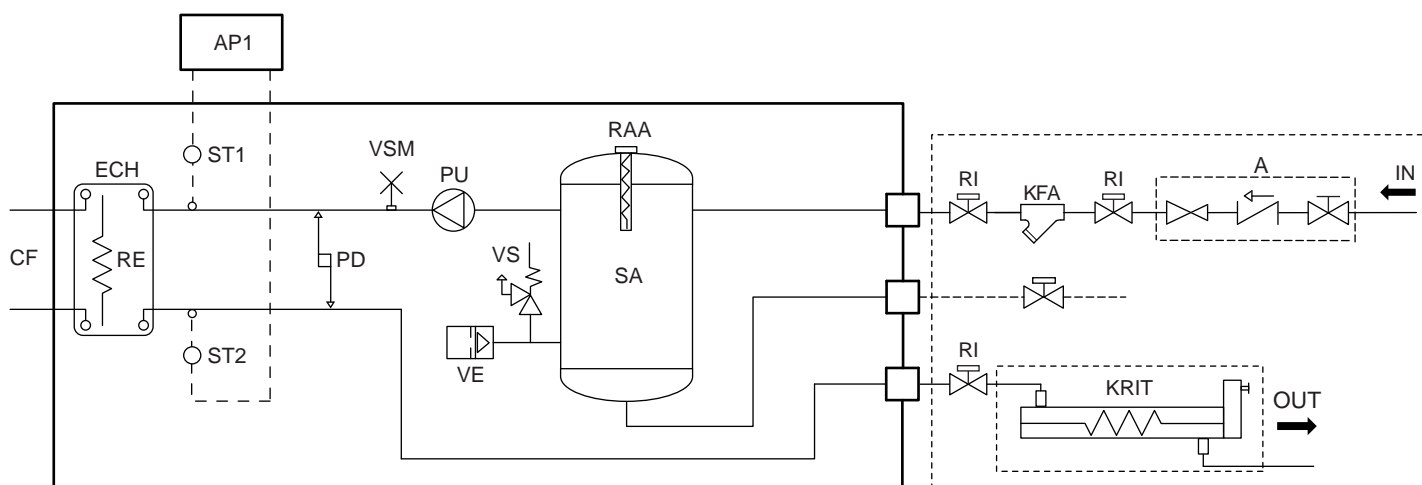 AP1
RAA
ECH
ST1
VSM
PU
RI
KFA
RI
A
IN
CF
RE
PD
VS
SA
ST2
VE
RI
KRIT
OUT